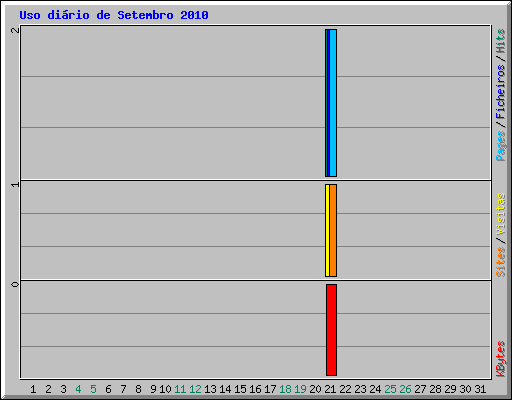 Uso diário de Setembro 2010
2
1
0
Pages / Ficheiros / Hits
Sites / Visitas
KBytes
1 2 3 4 5 6 7 8 9 10 11 12 13 14 15 16 17 18 19 20 21 22 23 24 25 26 27 28 29 30 31